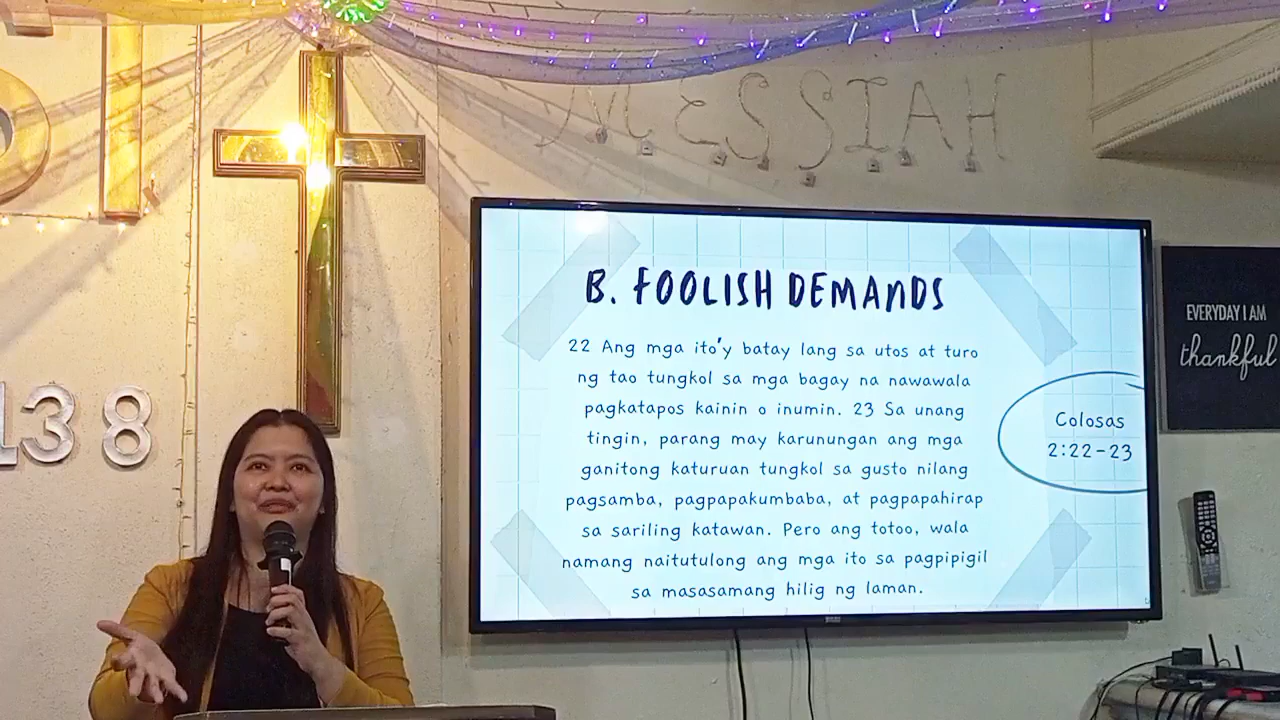 MESSIAH
138
B. FOOLISH DEMANDS
22 Ang mga ito'y batay lang sa utos at turo
ng tao tungkol sa mga bagay na nawawala
pagkatapos kainin o inumin. 23 Sa unang
tingin, parang may karunungan ang mga
ganitong katuruan tungkol sa gusto nilang
pagsamba, pagpapakumbaba, at pagpapahirap
sa sariling katawan. Pero ang totoo, wala
namang naitutulong ang mga ito sa pagpipigil
sa masasamang hilig ng laman.
Colosas
2:22-23
EVERYDAY I AM
thankful